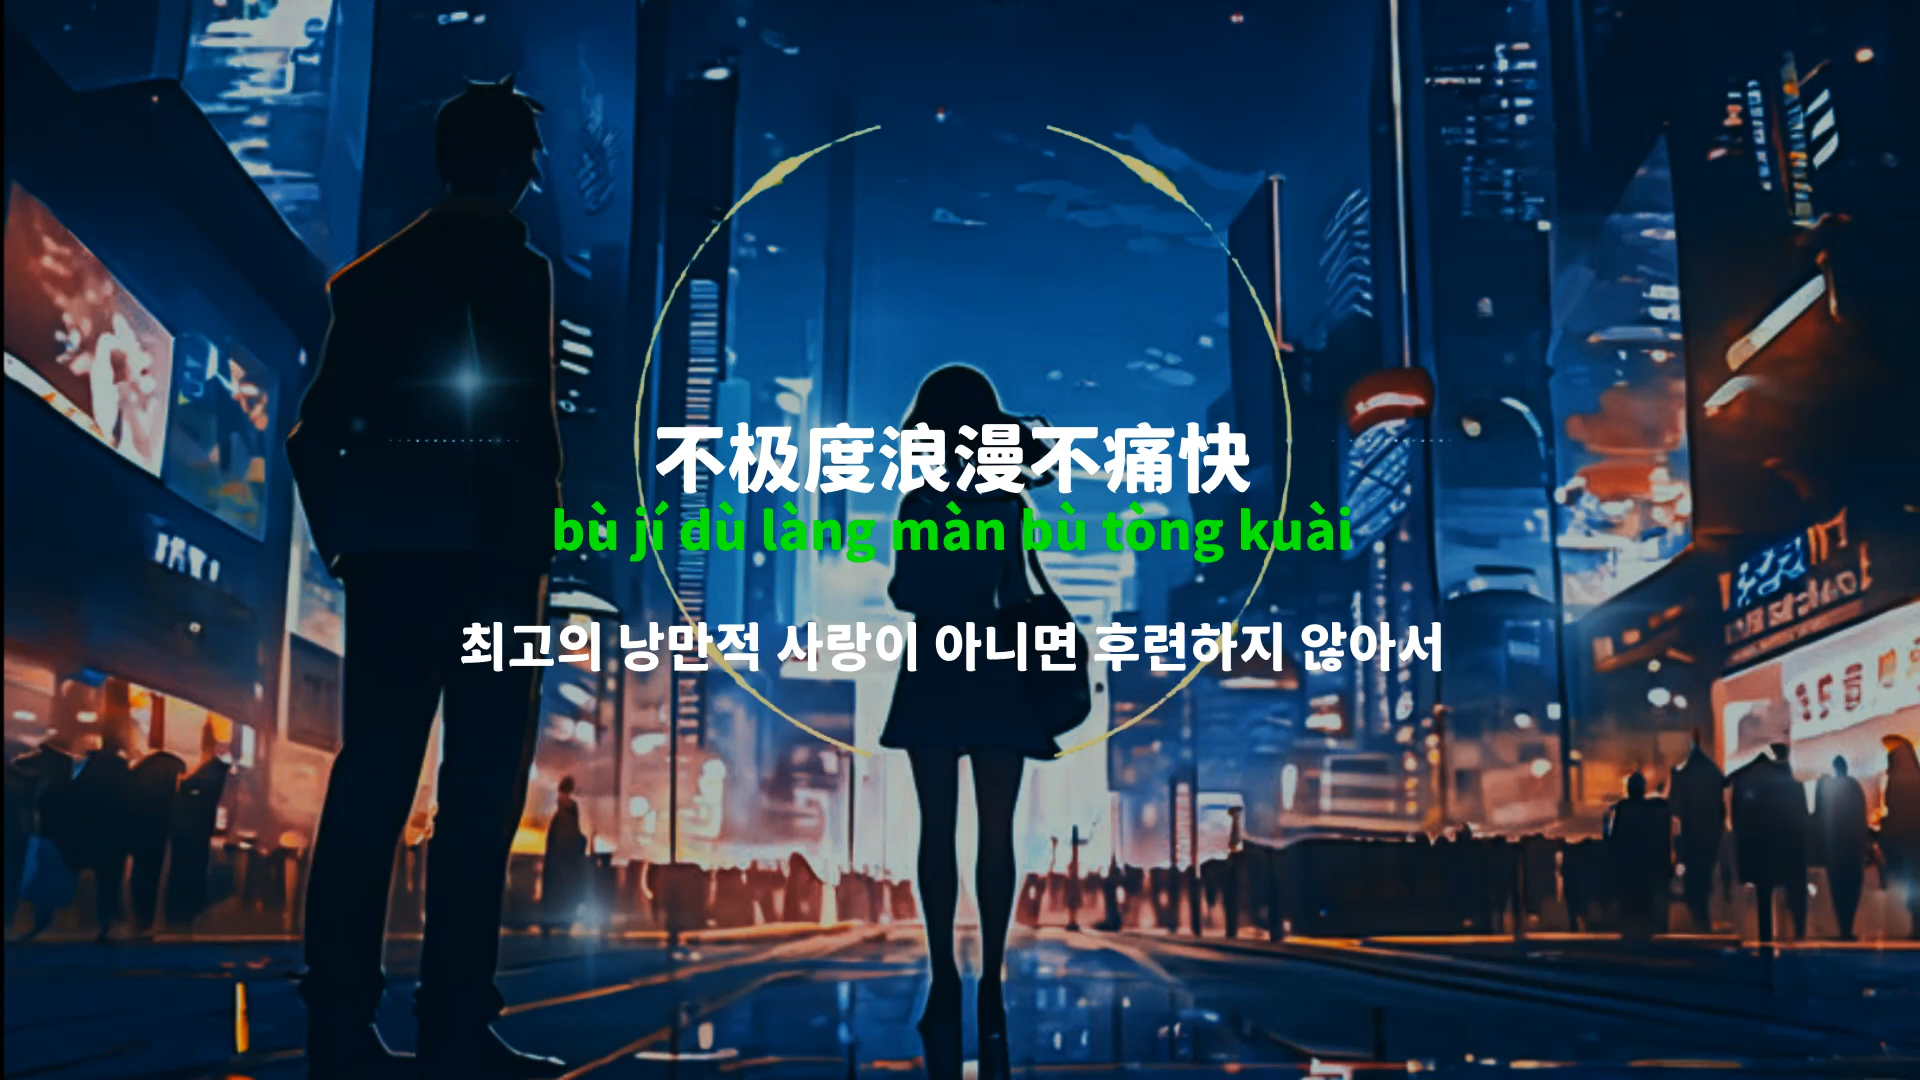 不极度浪漫不痛快
bù jí dù làng màn bù tòng kuài
최고의 낭만적 사랑이 아니면 후련하지 않아서